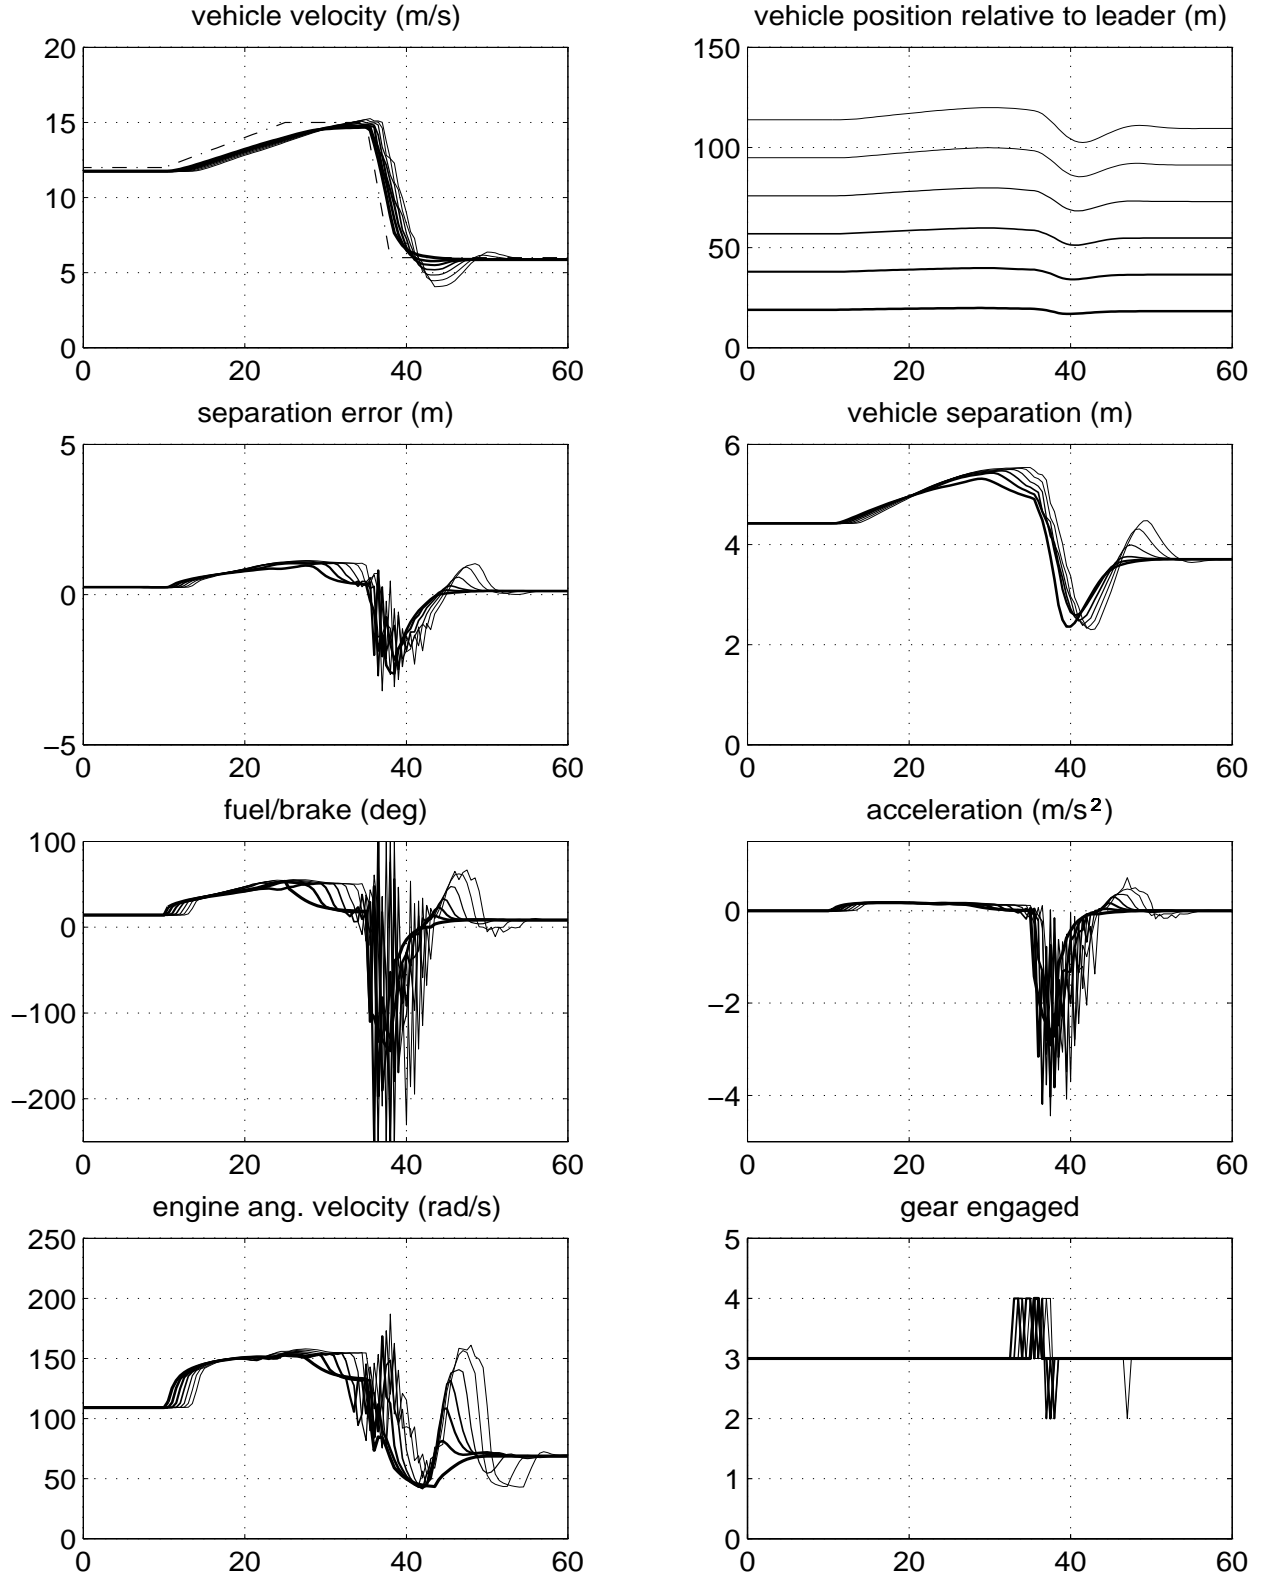 vehicle velocity (m/s)
20
15
10
5
0
0 20 40 60
vehicle position relative to leader (m)
150
100
50
0
0 20 40 60
separation error (m)
5
0
−5
0 20 40 60
vehicle separation (m)
6
4
2
0
0 20 40 60
fuel/brake (deg)
100
0
−100
−200
0 20 40 60
acceleration (m/s²)
0
−2
−4
0 20 40 60
engine ang. velocity (rad/s)
250
200
150
100
50
0
0 20 40 60
gear engaged
5
4
3
2
1
0
0 20 40 60